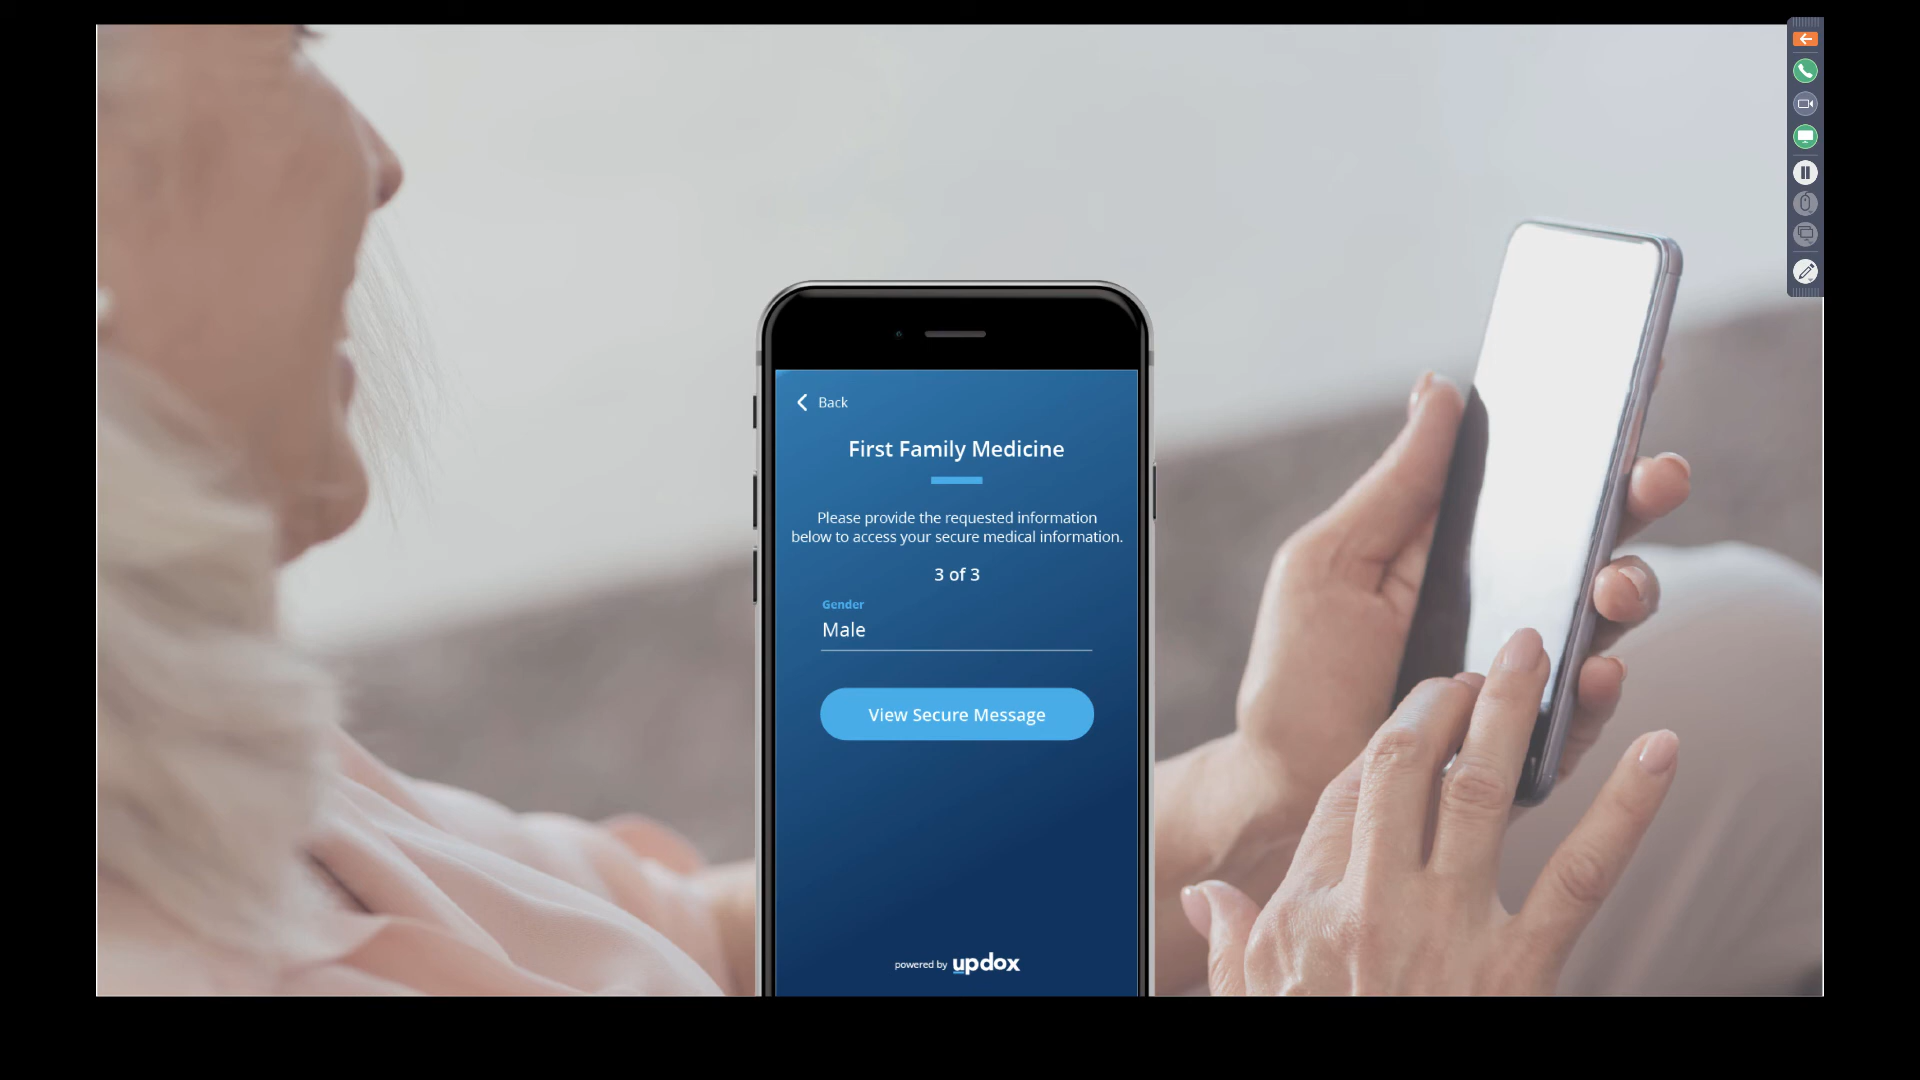 Back
First Family Medicine
Please provide the requested information
below to access your secure medical information.
3 of 3
Gender
Male
View Secure Message
powered by updox